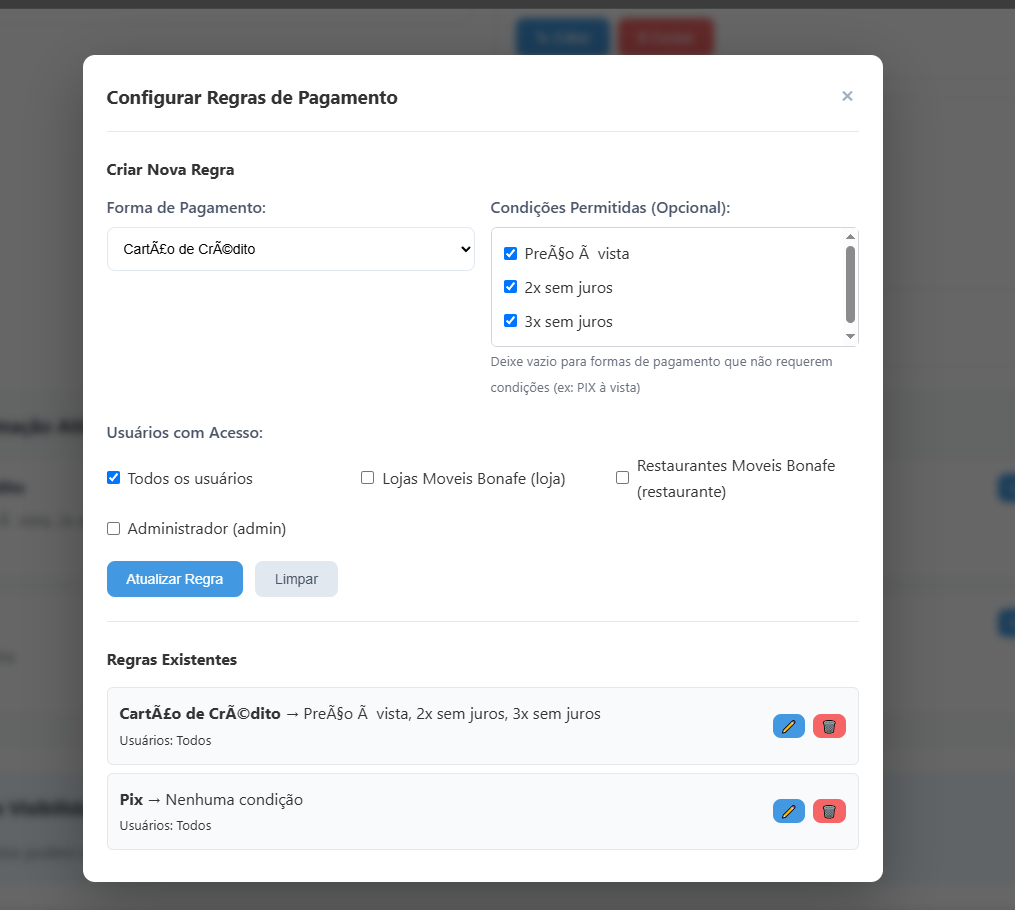 Configurar Regras de Pagamento
×
Criar Nova Regra
Forma de Pagamento:
CartÃ£o de CrÃ©dito
Condições Permitidas (Opcional):
PreÃ§o Ã  vista
2x sem juros
3x sem juros
Deixe vazio para formas de pagamento que não requerem
condições (ex: PIX à vista)
Usuários com Acesso:
Todos os usuários
Lojas Moveis Bonafe (loja)
Restaurantes Moveis Bonafe
(restaurante)
Administrador (admin)
Atualizar Regra
Limpar
Regras Existentes
CartÃ£o de CrÃ©dito → PreÃ§o Ã  vista, 2x sem juros, 3x sem juros
Usuários: Todos
Pix → Nenhuma condição
Usuários: Todos